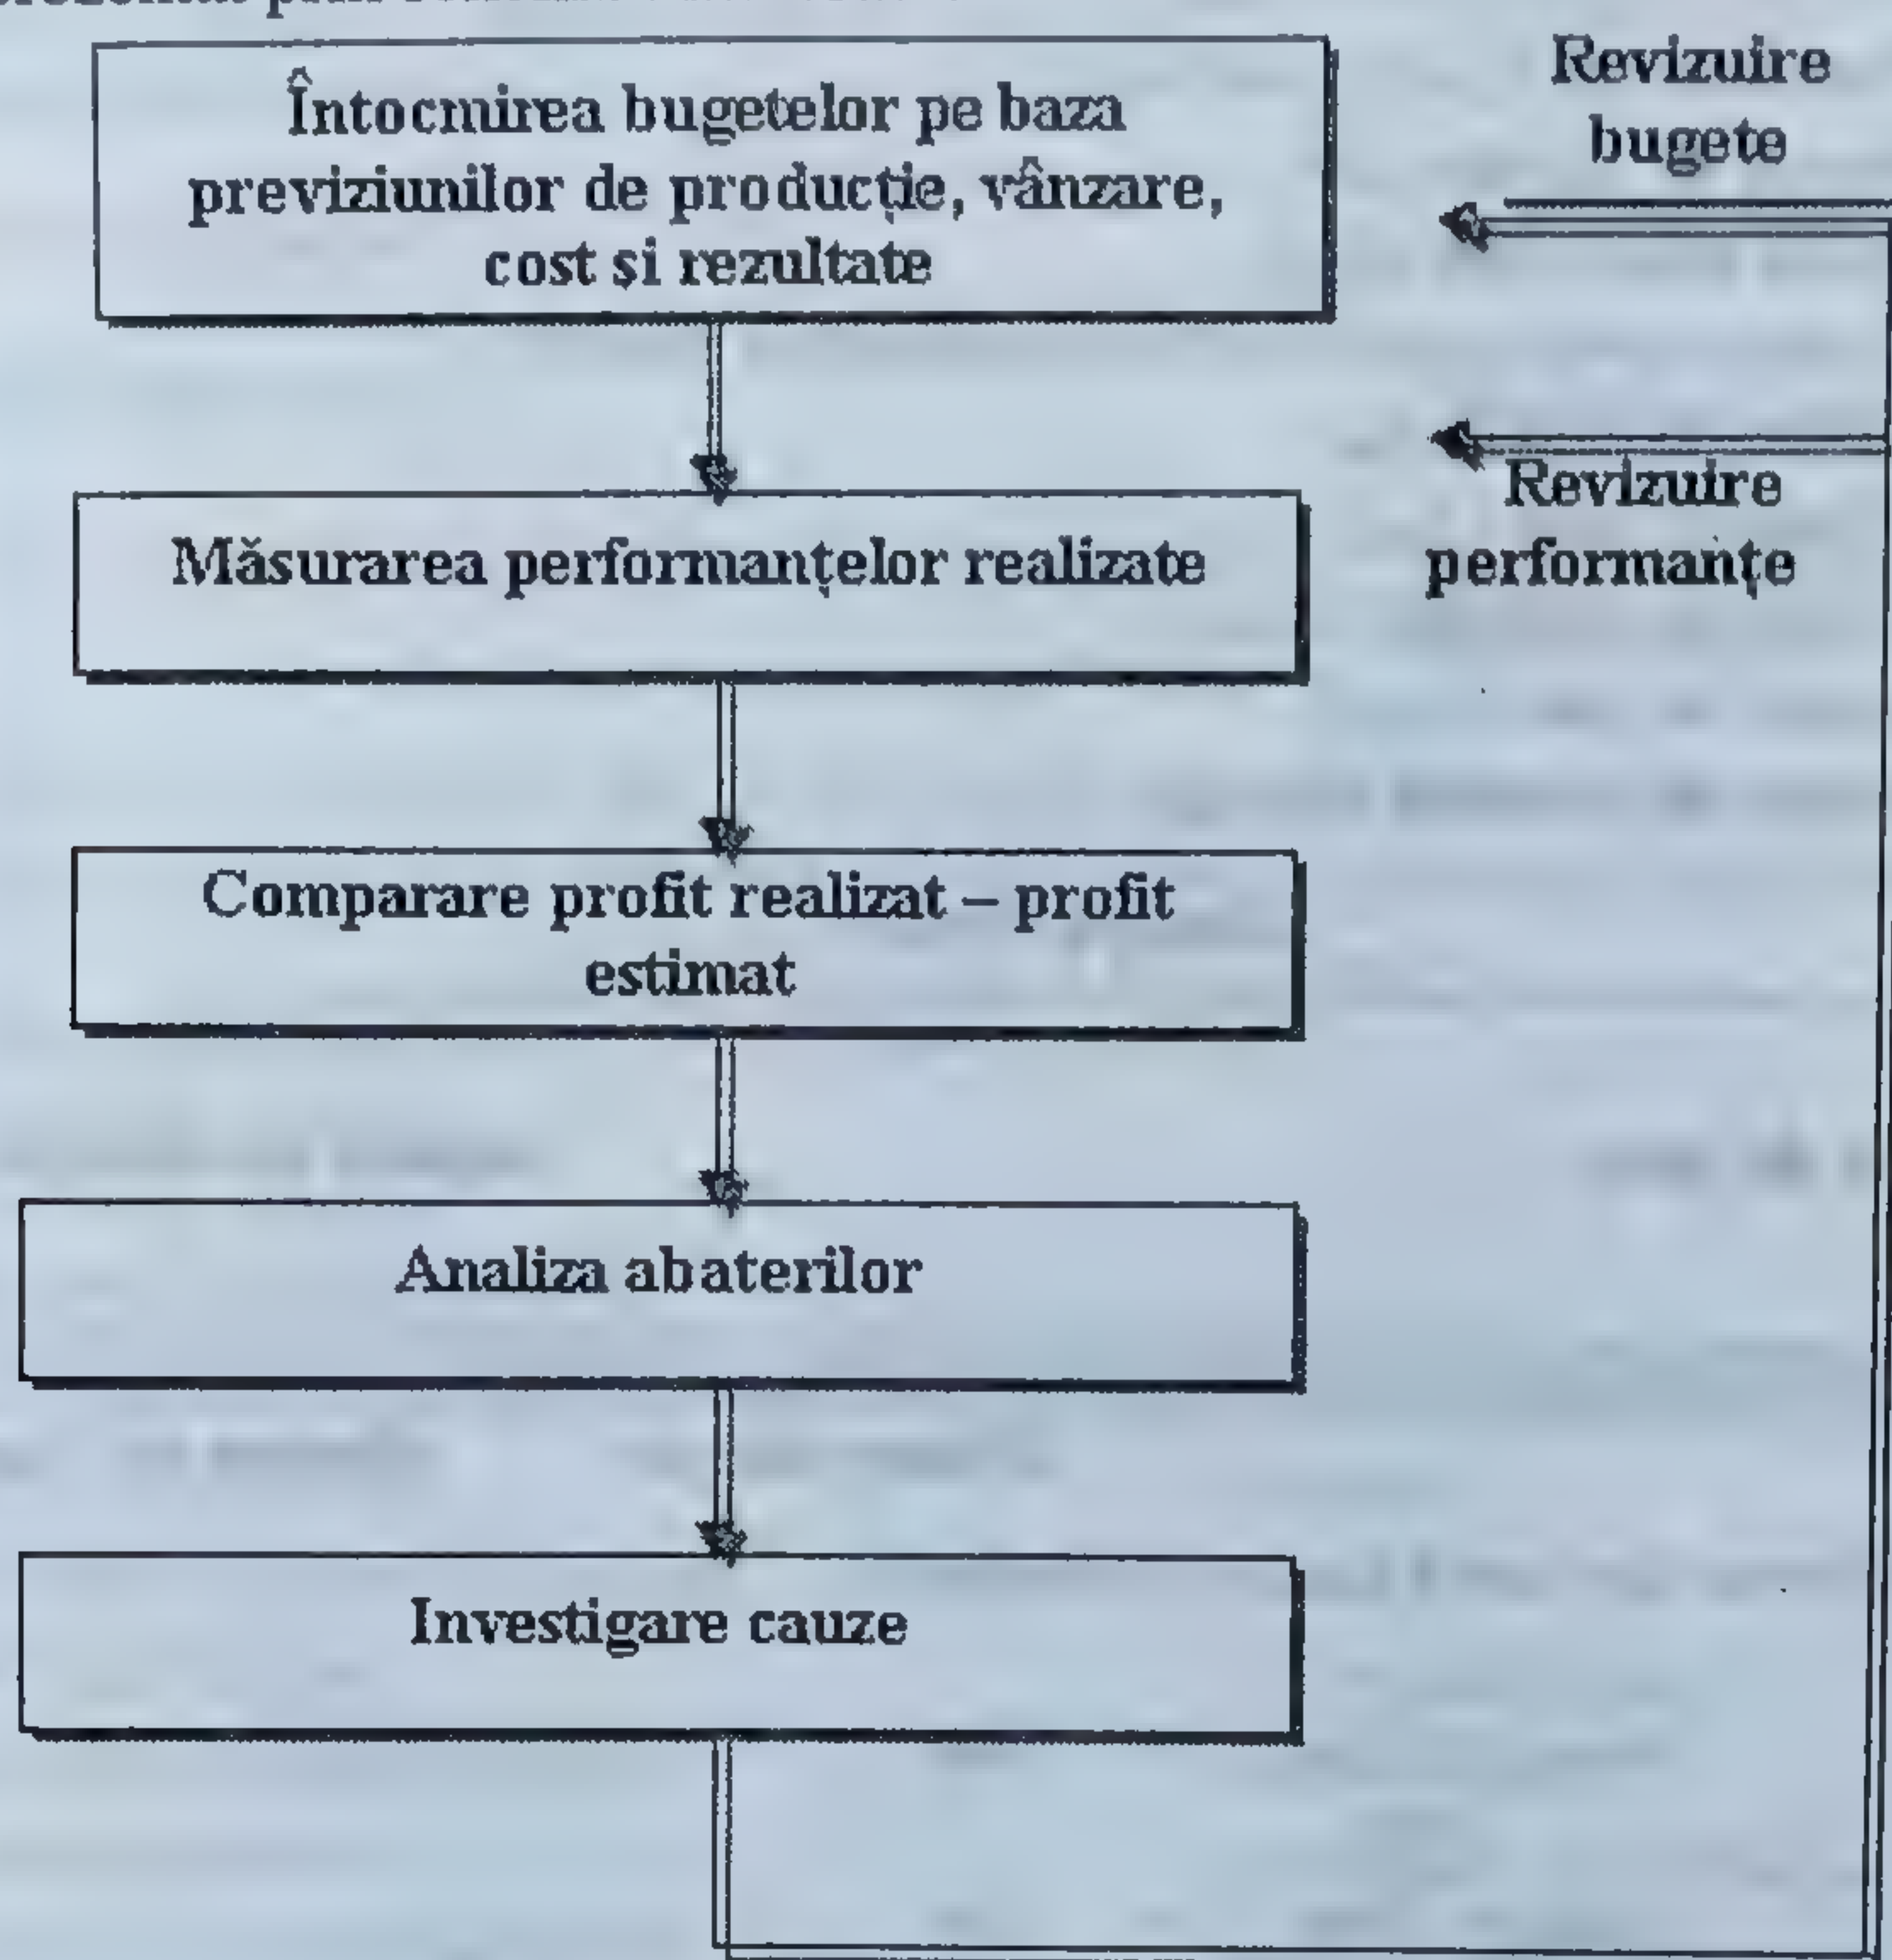 Întocmirea bugetelor pe baza
previziunilor de producție, vânzare,
cost si rezultate
Revizuire
bugete
Măsurarea performanțelor realizate
Revizuire
performanțe
Comparare profit realizat – profit
estimat
Analiza abaterilor
Investigare cauze